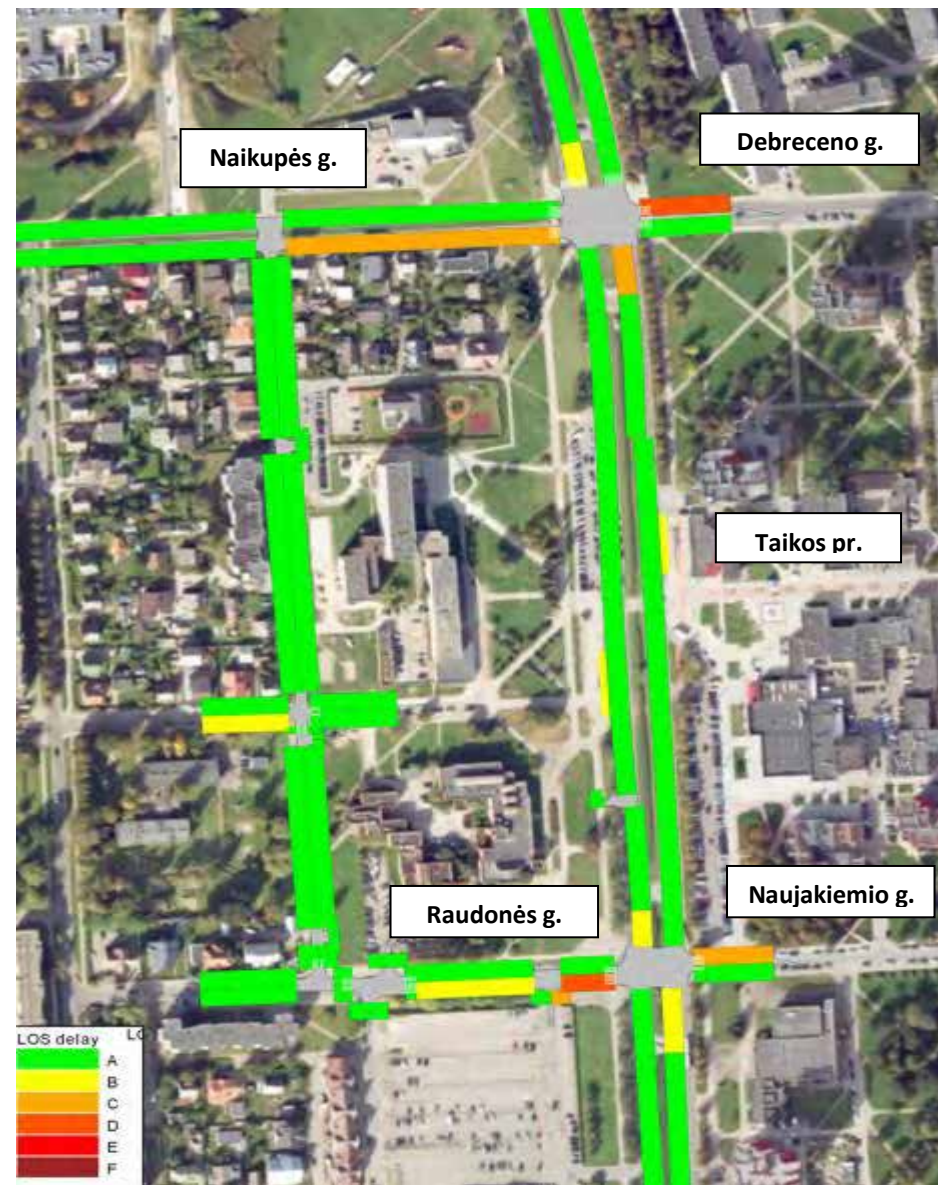 Debreceno g.
Naikupės g.
Taikos pr.
Naujakiemio g.
Raudonės g.
LOS delay
A
B
C
D
E
F